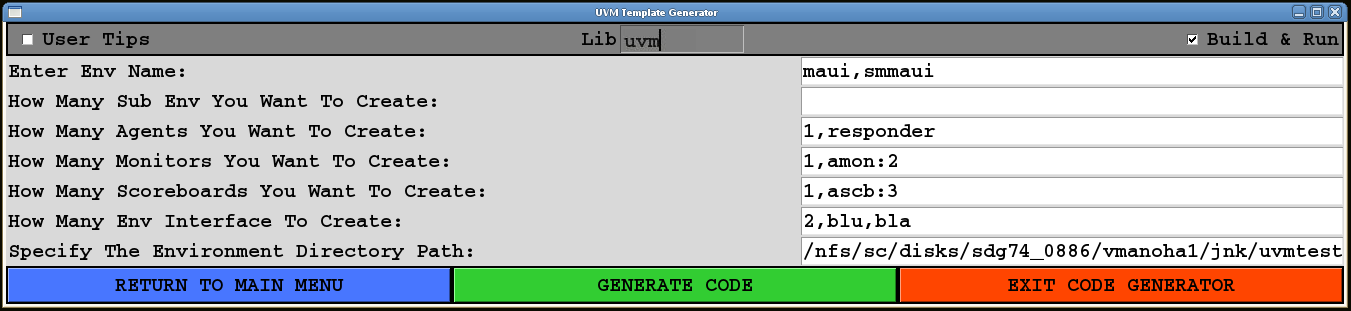 UVM Template Generator
User Tips Lib uvm Build & Run
Enter Env Name: maui,smmaui
How Many Sub Env You Want To Create:
How Many Agents You Want To Create: 1,responder
How Many Monitors You Want To Create: 1,amon:2
How Many Scoreboards You Want To Create: 1,ascb:3
How Many Env Interface To Create: 2,blu,bla
Specify The Environment Directory Path: /nfs/sc/disks/sdg74_0886/vmanoha1/jnk/uvmtest
RETURN TO MAIN MENU GENERATE CODE EXIT CODE GENERATOR